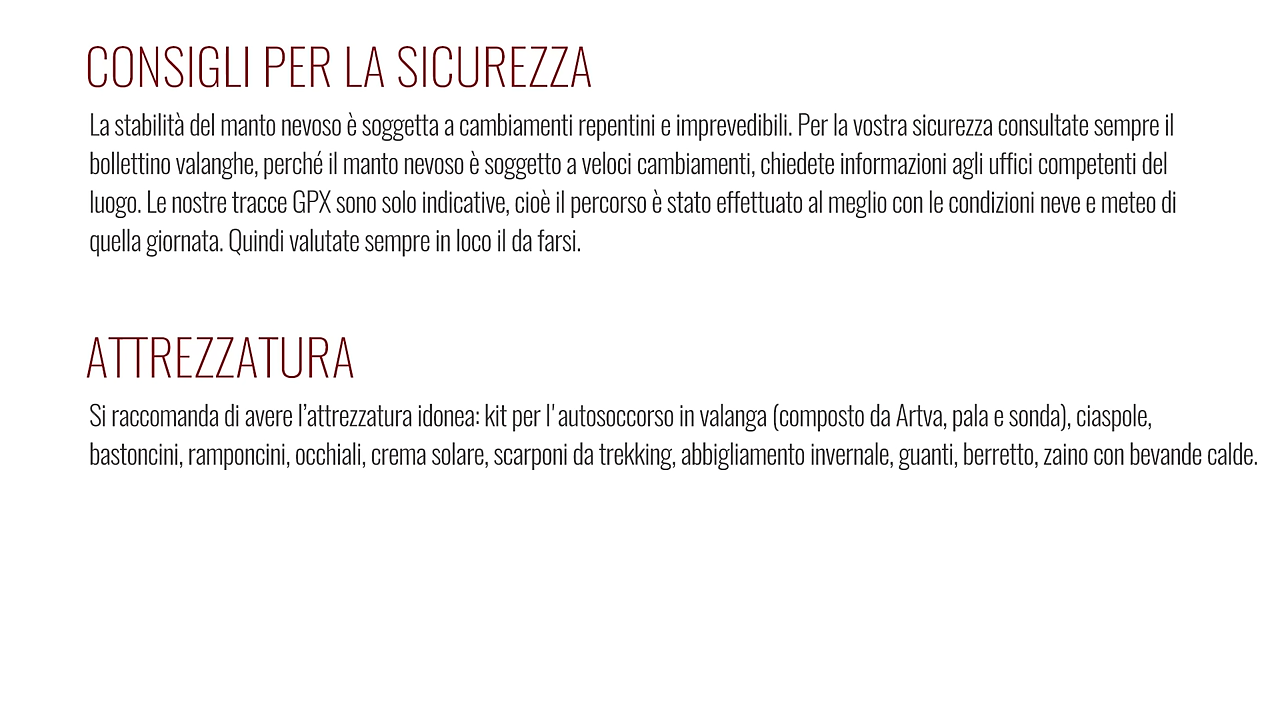 CONSIGLI PER LA SICUREZZA
La stabilità del manto nevoso è soggetta a cambiamenti repentini e imprevedibili. Per la vostra sicurezza consultate sempre il
bollettino valanghe, perché il manto nevoso è soggetto a veloci cambiamenti, chiedete informazioni agli uffici competenti del
luogo. Le nostre tracce GPX sono solo indicative, cioè il percorso è stato effettuato al meglio con le condizioni neve e meteo di
quella giornata. Quindi valutate sempre in loco il da farsi.
ATTREZZATURA
Si raccomanda di avere l’attrezzatura idonea: kit per l'autosoccorso in valanga (composto da Artva, pala e sonda), ciaspole,
bastoncini, ramponcini, occhiali, crema solare, scarponi da trekking, abbigliamento invernale, guanti, berretto, zaino con bevande calde.